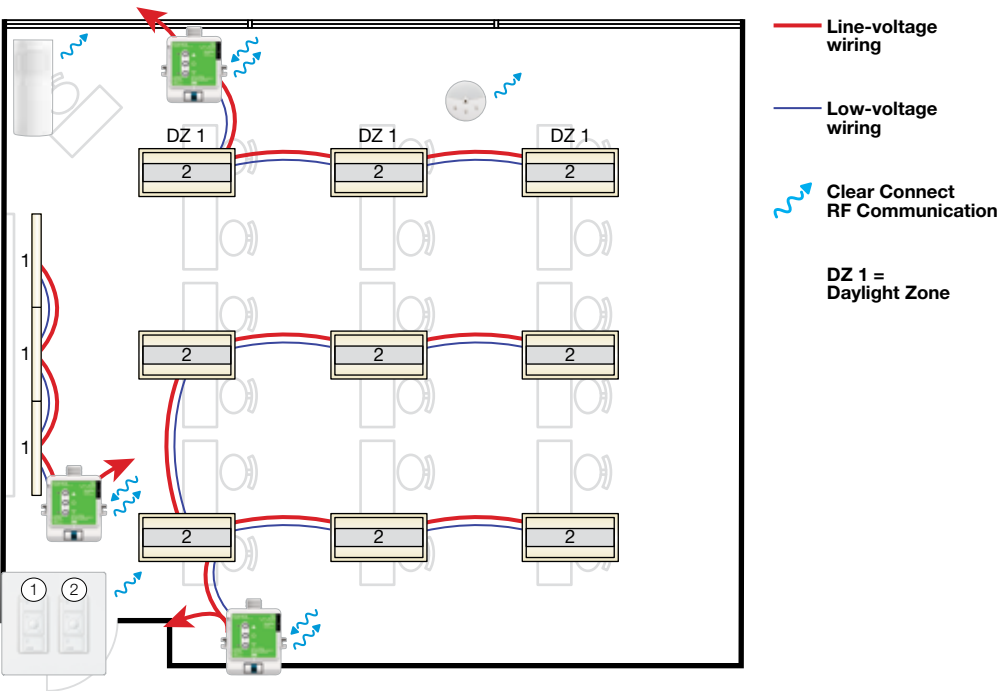 Line-voltage
wiring
Low-voltage
wiring
Clear Connect
RF Communication
DZ 1 =
Daylight Zone
DZ 1
DZ 1
DZ 1
2
2
2
1
1
1
2
2
2
2
2
2
1
2